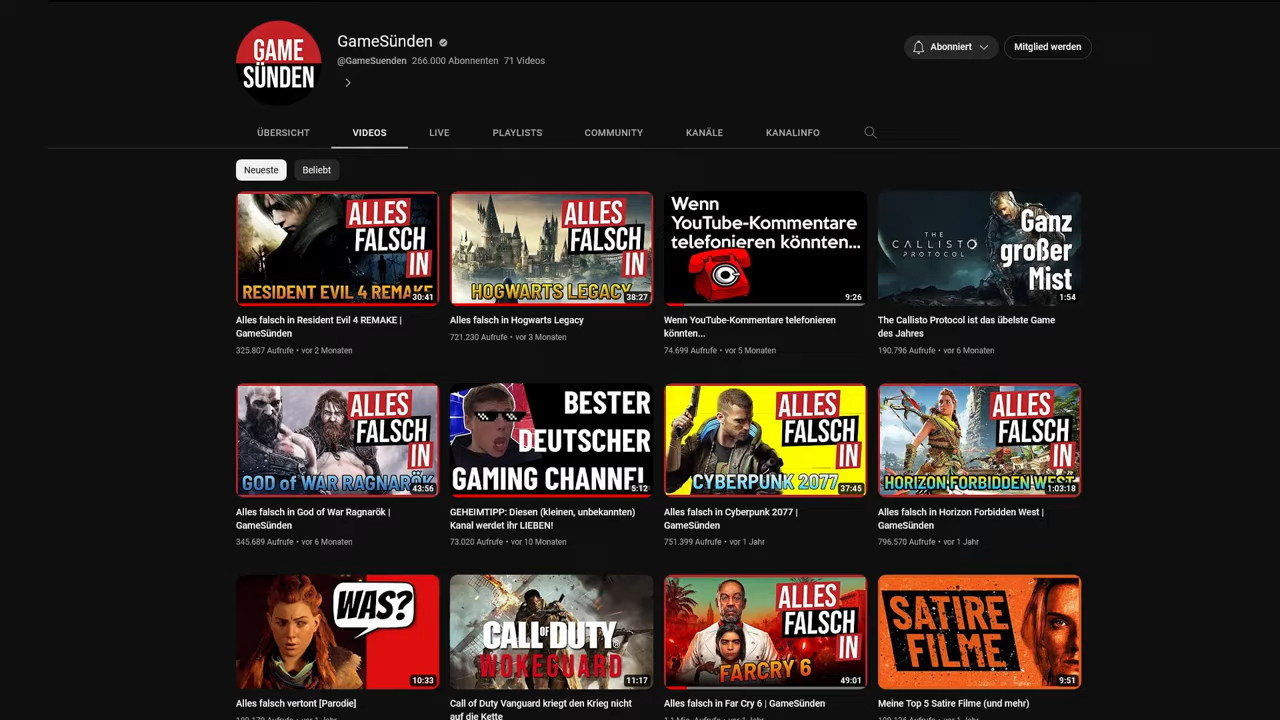 GAME
SÜNDEN
GameSünden
@GameSuenden 266.000 Abonnenten 71 Videos
Abonniert
Mitglied werden
ÜBERSICHT
VIDEOS
LIVE
PLAYLISTS
COMMUNITY
KANÄLE
KANALINFO
Neueste
Beliebt
ALLES
FALSCH
IN
RESIDENT EVIL 4 REMAKE
30:41
Alles falsch in Resident Evil 4 REMAKE |
GameSünden
325.807 Aufrufe • vor 2 Monaten
ALLES
FALSCH
IN
HOGWARTS LEGACY
38:27
Alles falsch in Hogwarts Legacy
721.230 Aufrufe • vor 3 Monaten
Wenn
YouTube-Kommentare
telefonieren könnten...
9:26
Wenn YouTube-Kommentare telefonieren
könnten...
74.699 Aufrufe • vor 5 Monaten
THE
CALLISTO
PROTOCOL
Ganz
großer
Mist
1:54
The Callisto Protocol ist das übelste Game
des Jahres
190.796 Aufrufe • vor 6 Monaten
ALLES
FALSCH
IN
GOD of WAR RAGNARÖK
43:56
Alles falsch in God of War Ragnarök |
GameSünden
345.689 Aufrufe • vor 6 Monaten
BESTER
DEUTSCHER
GAMING CHANNEL
5:12
GEHEIMTIPP: Diesen (kleinen, unbekannten)
Kanal werdet ihr LIEBEN!
73.020 Aufrufe • vor 10 Monaten
ALLES
FALSCH
IN
CYBERPUNK 2077
37:45
Alles falsch in Cyberpunk 2077 |
GameSünden
751.399 Aufrufe • vor 1 Jahr
ALLES
FALSCH
IN
HORIZON FORBIDDEN WEST
1:03:18
Alles falsch in Horizon Forbidden West |
GameSünden
796.570 Aufrufe • vor 1 Jahr
WAS?
10:33
Alles falsch vertont [Parodie]
CALL OF DUTY
WOKEGUARD
11:17
Call of Duty Vanguard kriegt den Krieg nicht
auf die Kette
ALLES
FALSCH
IN
FARCRY 6
49:01
Alles falsch in Far Cry 6 | GameSünden
SATIRE
FILME
9:51
Meine Top 5 Satire Filme (und mehr)